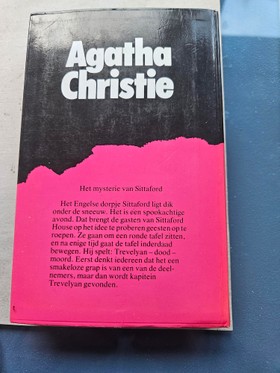 Agatha
Christie
Het mysterie van Sittaford
Het Engelse dorpje Sittaford ligt dik
onder de sneeuw. Het is een spookachtige
avond. Dat brengt de gasten van Sittaford
House op het idee te proberen geesten op te
roepen. Ze gaan om een ronde tafel zitten,
en na enige tijd gaat de tafel inderdaad
bewegen. Hij spelt: Trevelyan – dood –
moord. Eerst denkt iedereen dat het een
smakeloze grap is van een van de deel-
nemers, maar dan wordt kapitein
Trevelyan gevonden.